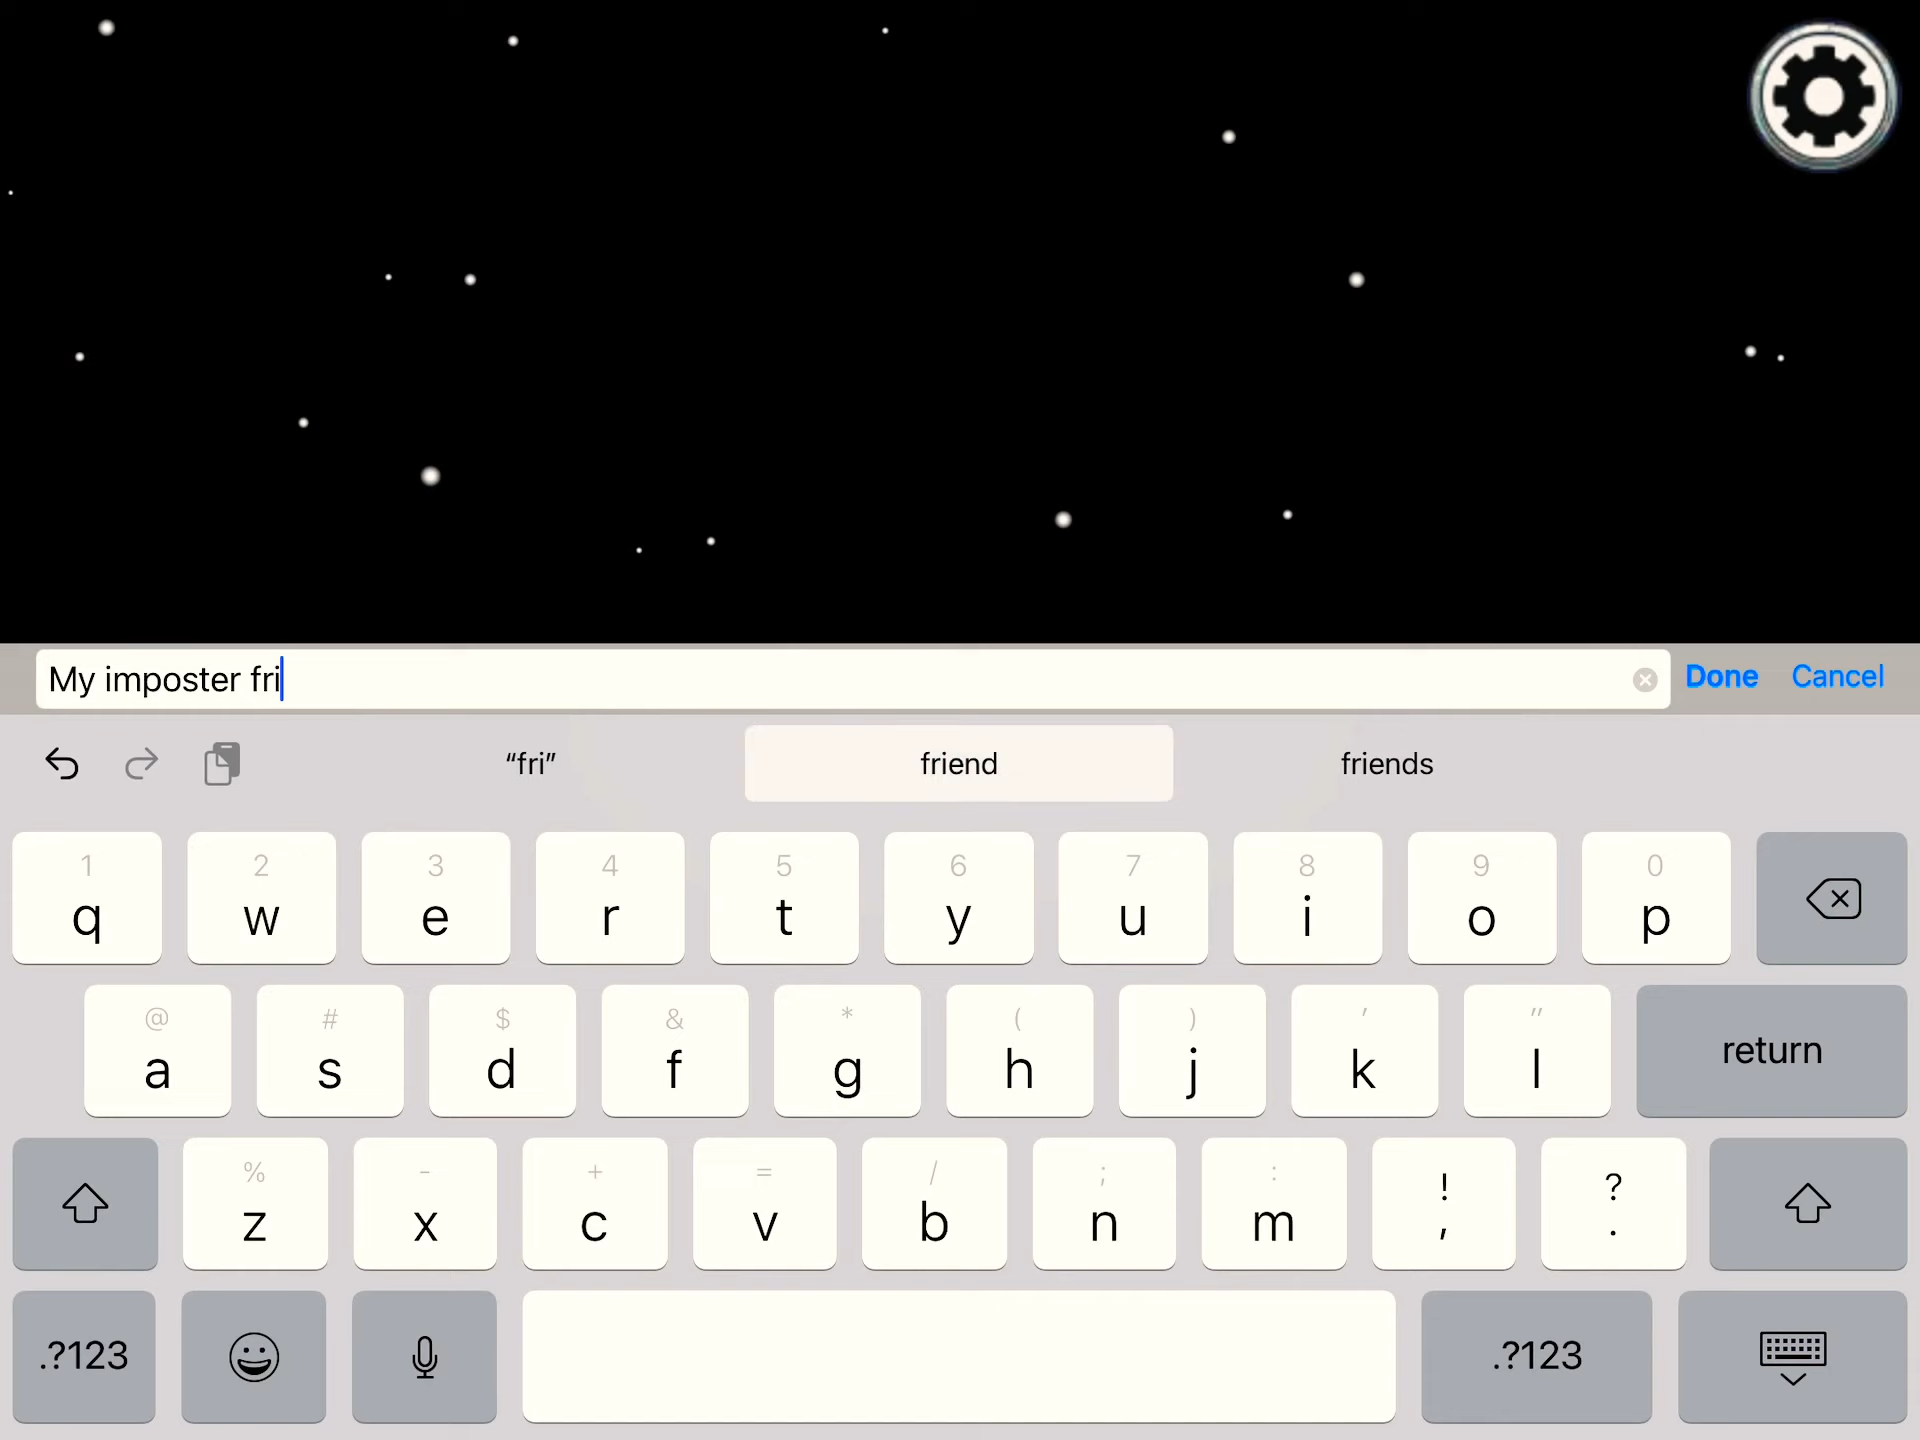 My imposter fri
Done Cancel
“fri” friend friends
1 2 3 4 5 6 7 8 9 0
q w e r t y u i o p
@ # $ & * ( ) ' "
a s d f g h j k l return
% - + = / ; : ! ?
z x c v b n m , .
.?123 .?123